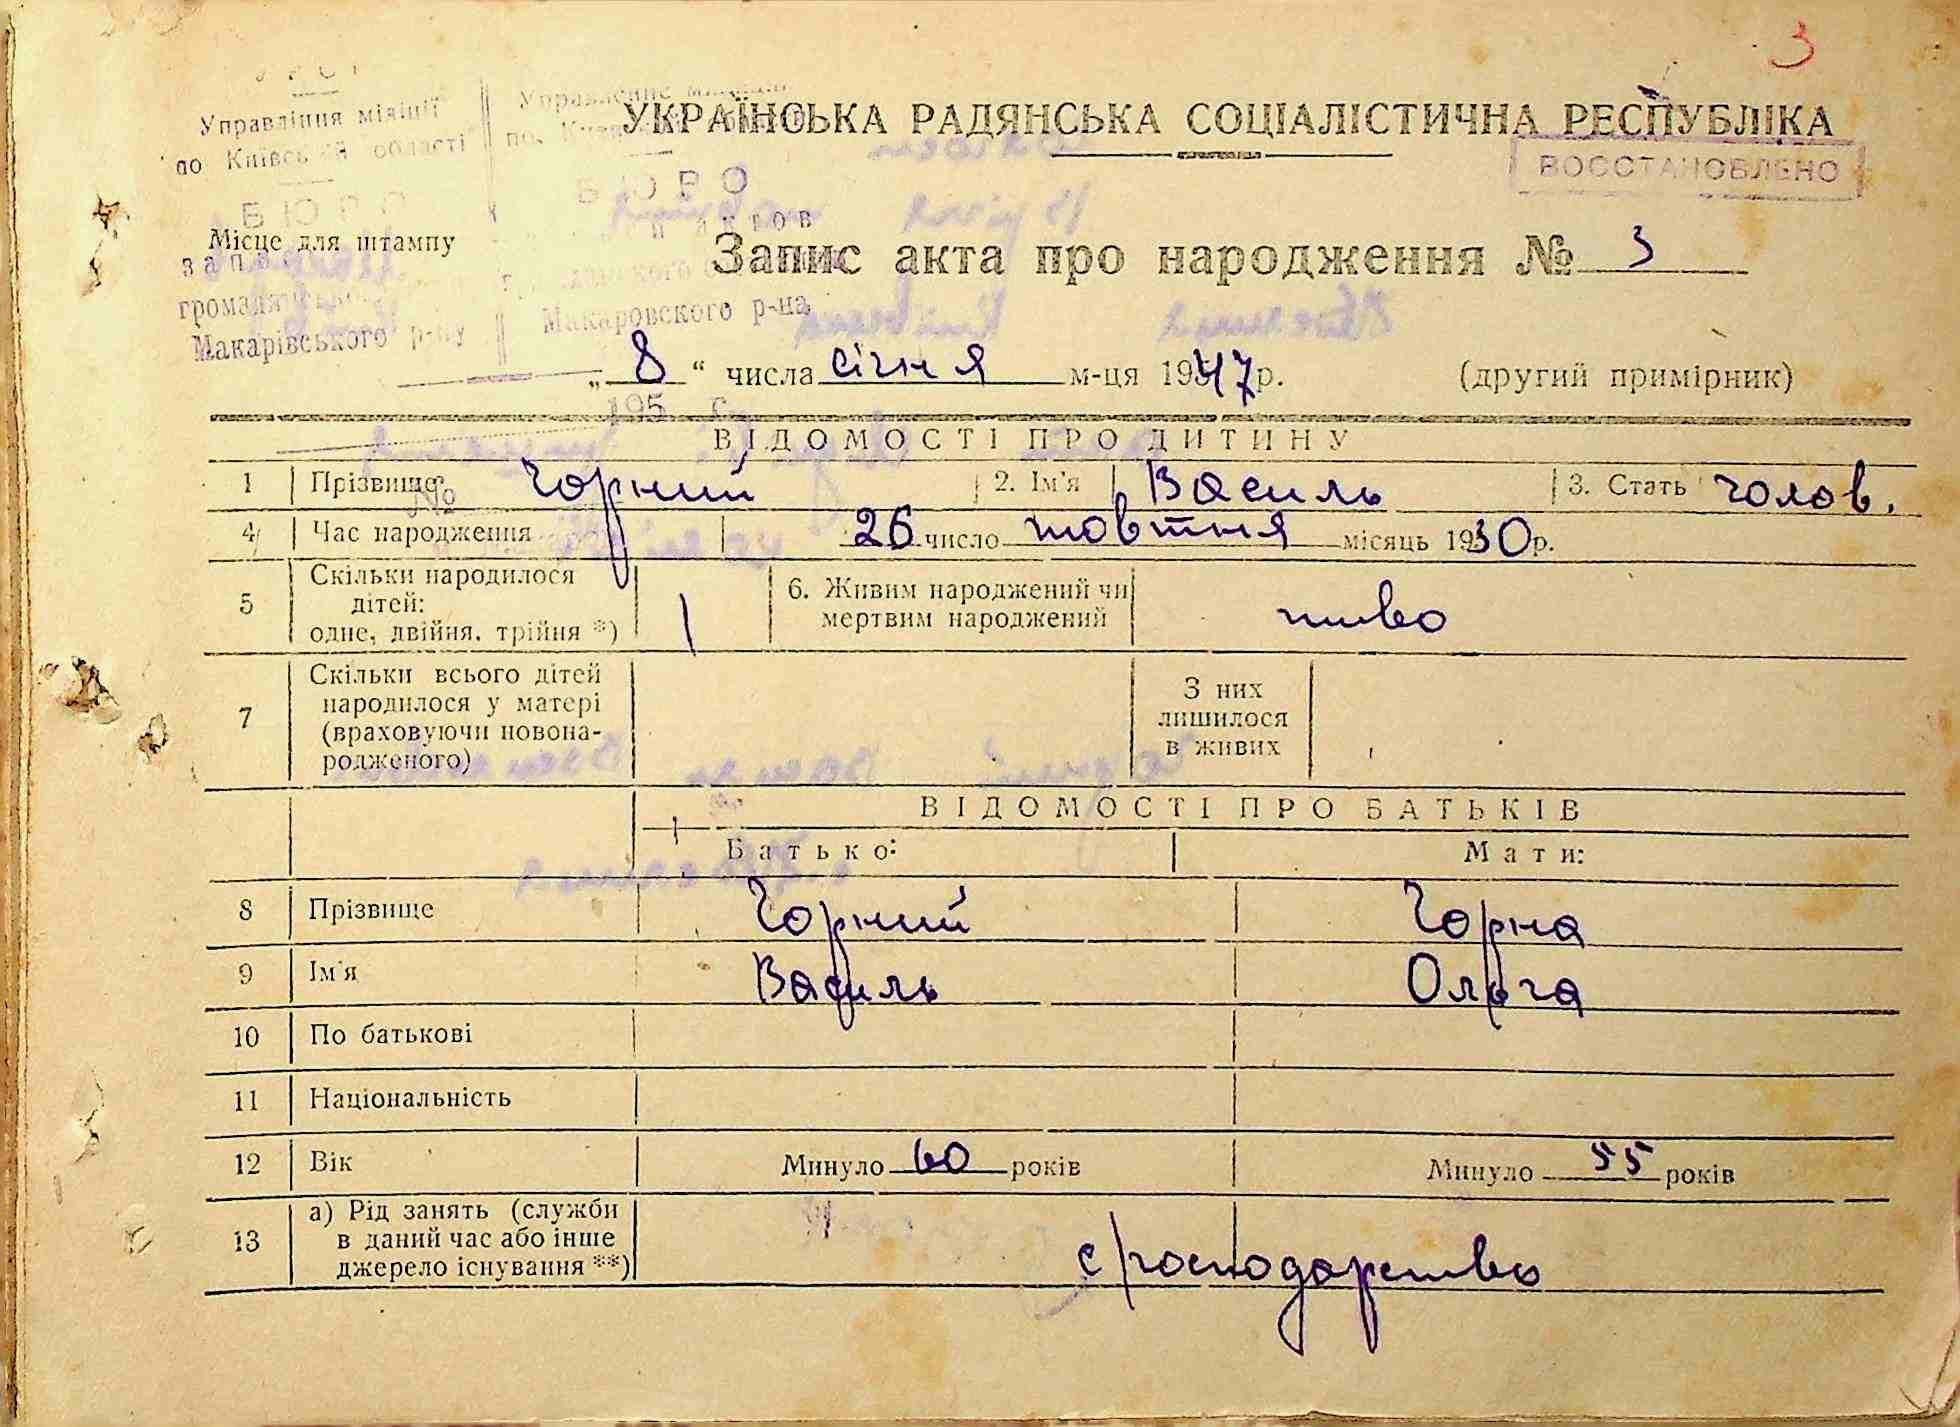 3
Управління міліції
по Київській області
БЮРО
Місце для штампу
Макарівського р-ну
Управление
БЮРО
Макаровского р-на
195 г.
№
УКРАЇНСЬКА РАДЯНСЬКА СОЦІАЛІСТИЧНА РЕСПУБЛІКА
ВОССТАНОВЛЕНО
Запис акта про народження № 3
„ 8 “ числа січня м-ця 1947 р. (другий примірник)
ВІДОМОСТІ ПРО ДИТИНУ
1 Прізвище Чорний 2. Ім'я Василь 3. Стать чолов.
4 Час народження 26 число жовтня місяць 1930 р.
5 Скільки народилося
дітей:
одне, двійня, трійня *) 1 6. Живим народжений чи
мертвим народжений живо
7 Скільки всього дітей
народилося у матері
(враховуючи новона-
родженого)
З них
лишилося
в живих
ВІДОМОСТІ ПРО БАТЬКІВ
Батько: Мати:
8 Прізвище Чорний Чорна
9 Ім'я Василь Ольга
10 По батькові
11 Національність
12 Вік Минуло 60 років Минуло 55 років
13 а) Рід занять (служби
в даний час або інше
джерело існування **) с/господарство